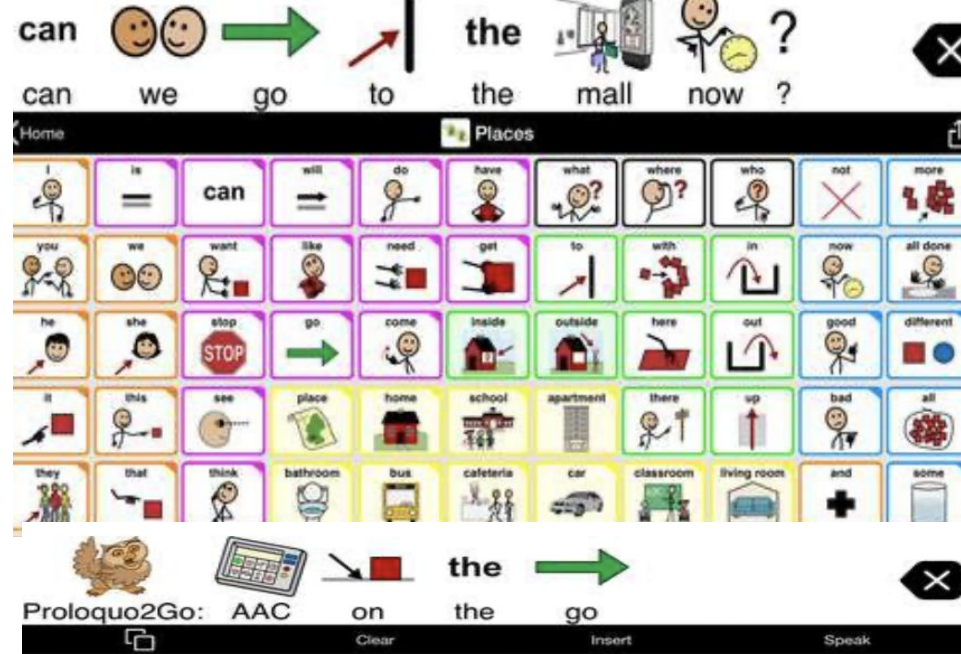 can the ?
can we go to the mall now ?
Home Places
I is can will do have what where who not more
you we want like need get to with in now all done
he she stop go come inside outside here out good different
STOP
it this see place home school apartment there up bad all
they that think bathroom bus cafeteria car classroom living room and some
the
Proloquo2Go: AAC on the go
Clear Insert Speak